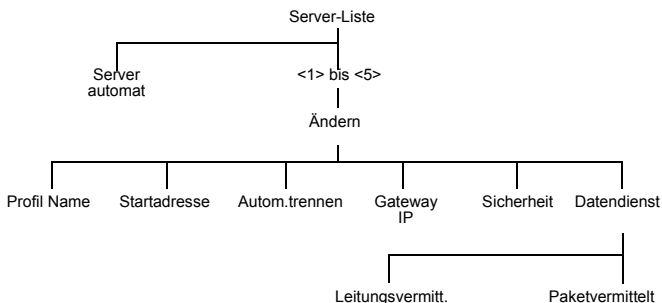 Server-Liste
Server
automat
<1> bis <5>
Ändern
Profil Name
Startadresse
Autom.trennen
Gateway
IP
Sicherheit
Datendienst
Leitungsvermitt.
Paketvermittelt